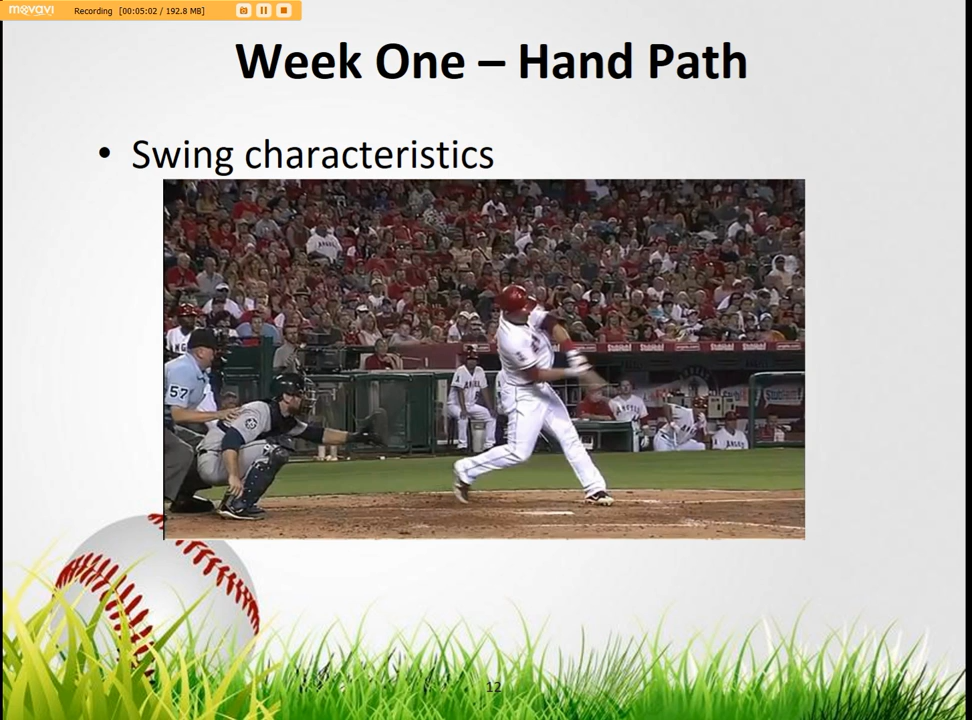 movavi
Recording [00:05:02 / 192.8 MB]
Week One – Hand Path
• Swing characteristics
57
12